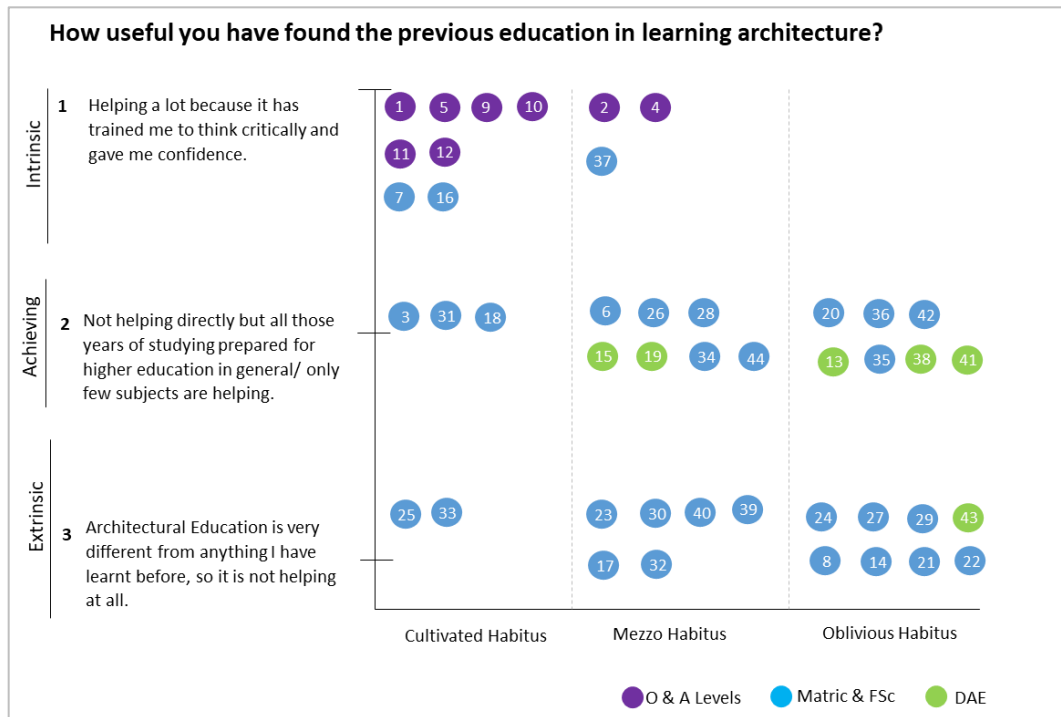 How useful you have found the previous education in learning architecture?
Intrinsic
1 Helping a lot because it has
trained me to think critically and
gave me confidence.
1 5 9 10 2 4
11 12 37
7 16
Achieving
2 Not helping directly but all those
years of studying prepared for
higher education in general/ only
few subjects are helping.
3 31 18 6 26 28 20 36 42
15 19 34 44 13 35 38 41
Extrinsic
3 Architectural Education is very
different from anything I have
learnt before, so it is not helping
at all.
25 33 23 30 40 39 24 27 29 43
17 32 8 14 21 22
Cultivated Habitus Mezzo Habitus Oblivious Habitus
O & A Levels Matric & FSc DAE